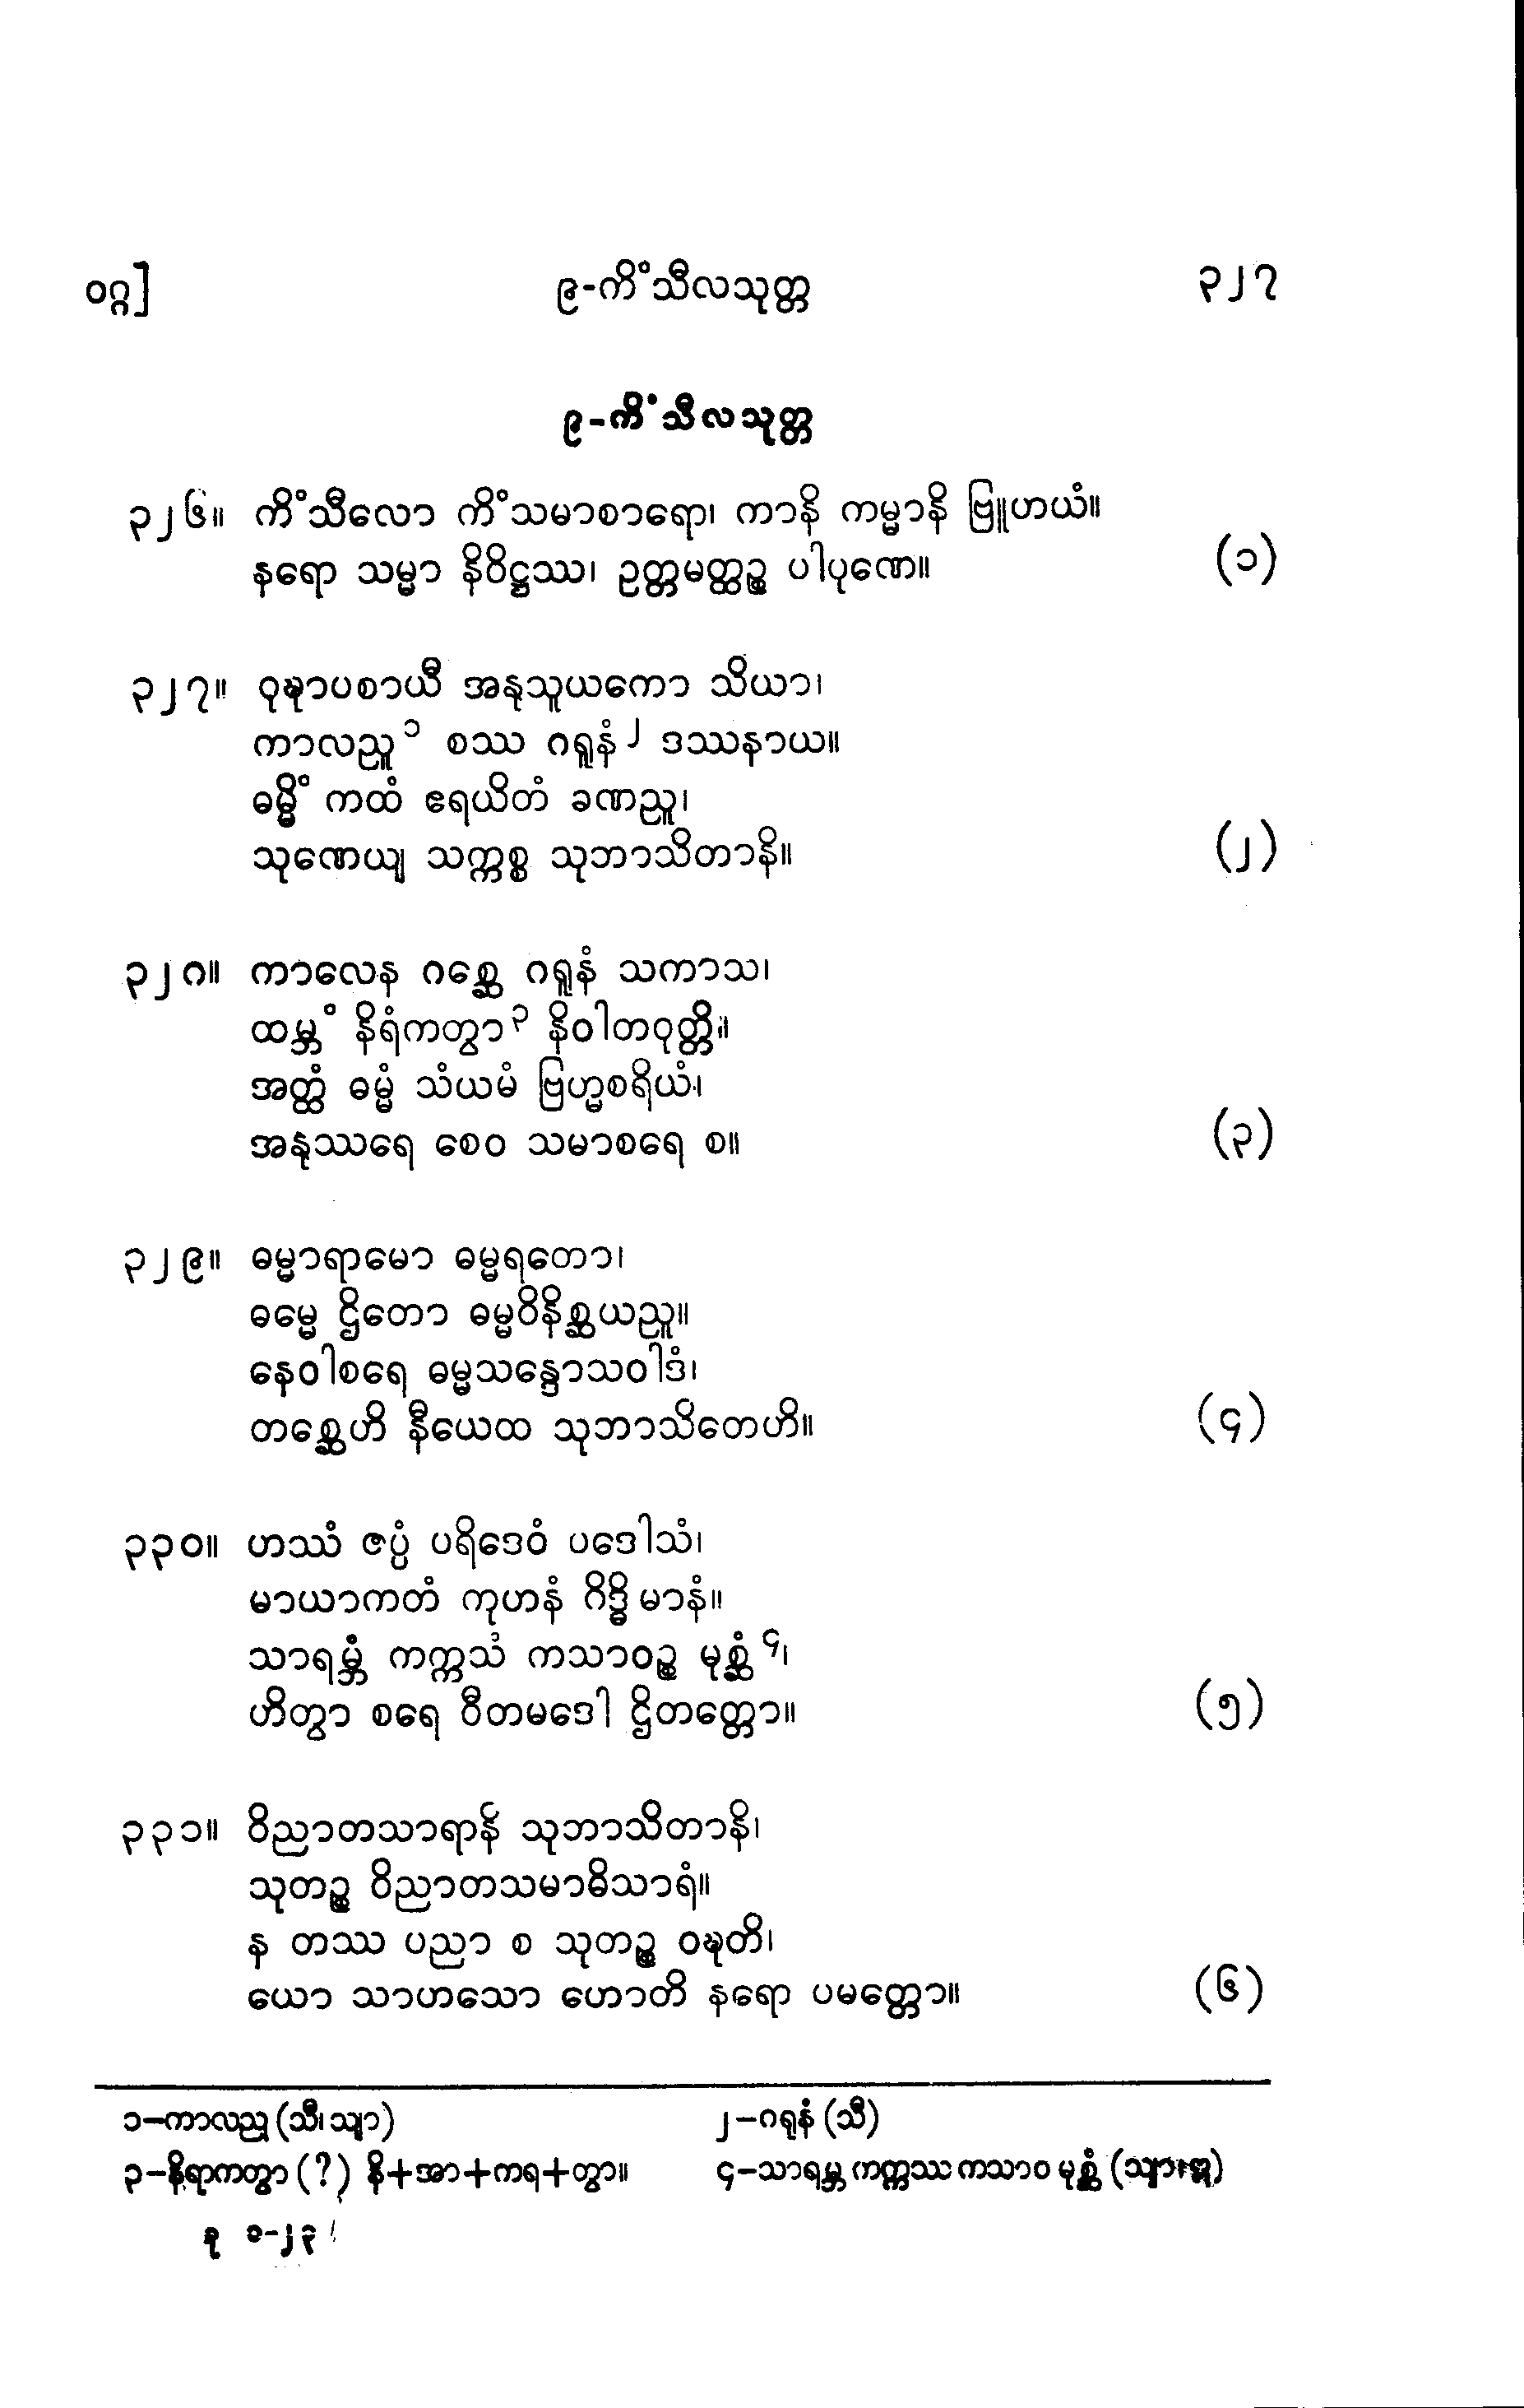 ဝဂ္ဂ]
၉-ကိံသီလသုတ္တ
၃၂၇
၉-ကိံသီလသုတ္တ
၃၂၆။ ကိံသီလော ကိံသမာစာရော၊ ကာနိ ကမ္မာနိ ဗြူဟယံ။
နရော သမ္မာ နိဝိဋ္ဌဿ၊ ဥတ္တမတ္ထဉ္စ ပါပုဏေ။ (၁)
၃၂၇။ ဝုဍ္ဎာပစာယီ အနုသူယကော သိယာ၊
ကာလညူ ၁ စဿ ဂရူနံ ၂ ဒဿနာယ။
ဓမ္မိံ ကထံ ဧရယိတံ ခဏညူ၊
သုဏေယျ သက္ကစ္စ သုဘာသိတာနိ။ (၂)
၃၂၈။ ကာလေန ဂစ္ဆေ ဂရူနံ သကာသ၊
ထမ္ဘံ နိရံကတွာ ၃ နိဝါတဝုတ္တိ။
အတ္ထံ ဓမ္မံ သံယမံ ဗြဟ္မစရိယံ၊
အနုဿရေ စေဝ သမာစရေ စ။ (၃)
၃၂၉။ ဓမ္မာရာမော ဓမ္မရတော၊
ဓမ္မေ ဌိတော ဓမ္မဝိနိစ္ဆယညူ။
နေဝါစရေ ဓမ္မသန္ဒောသဝါဒံ၊
တစ္ဆေဟိ နီယေထ သုဘာသိတေဟိ။ (၄)
၃၃၀။ ဟဿံ ဇပ္ပံ ပရိဒေဝံ ပဒေါသံ၊
မာယာကတံ ကုဟနံ ဂိဒ္ဓိ မာနံ။
သာရမ္ဘံ ကက္ကသံ ကသာဝဉ္စ မုစ္ဆံ ၄၊
ဟိတွာ စရေ ဝီတမဒေါ ဌိတတ္တော။ (၅)
၃၃၁။ ဝိညာတသာရာနိ သုဘာသိတာနိ၊
သုတဉ္စ ဝိညာတသမာဓိသာရံ။
န တဿ ပညာ စ သုတဉ္စ ဝဍ္ဎတိ၊
ယော သာဟသော ဟောတိ နရော ပမတ္တော။ (၆)
၁-ကာလညု (သီ၊ သျာ) ၂-ဂရုနံ (သီ)
၃-နိရာကတွာ (?) နိ+အာ+ကရ+တွာ။ ၄-သာရမ္ဘ ကက္ကဿ ကသာဝ မုစ္ဆံ
ခု ၁-၂၃